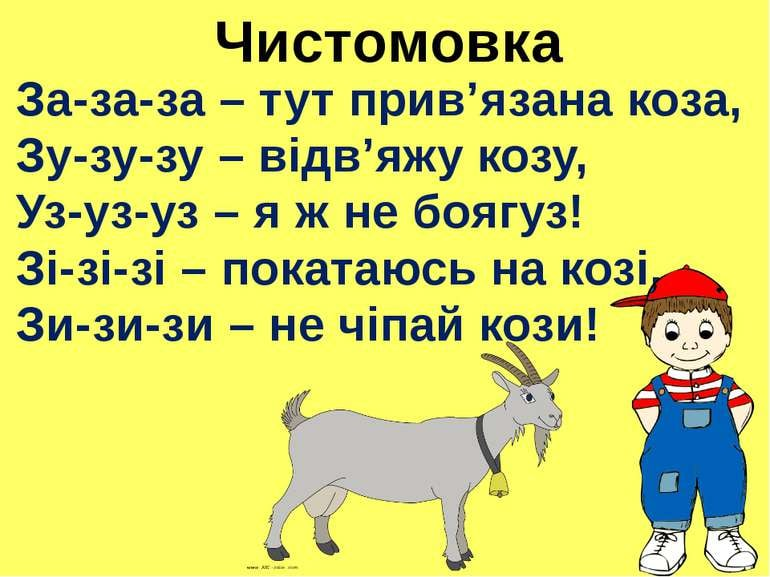 Чистомовка
За-за-за – тут прив’язана коза,
Зу-зу-зу – відв’яжу козу,
Уз-уз-уз – я ж не боягуз!
Зі-зі-зі – покатаюсь на козі,
Зи-зи-зи – не чіпай кози!